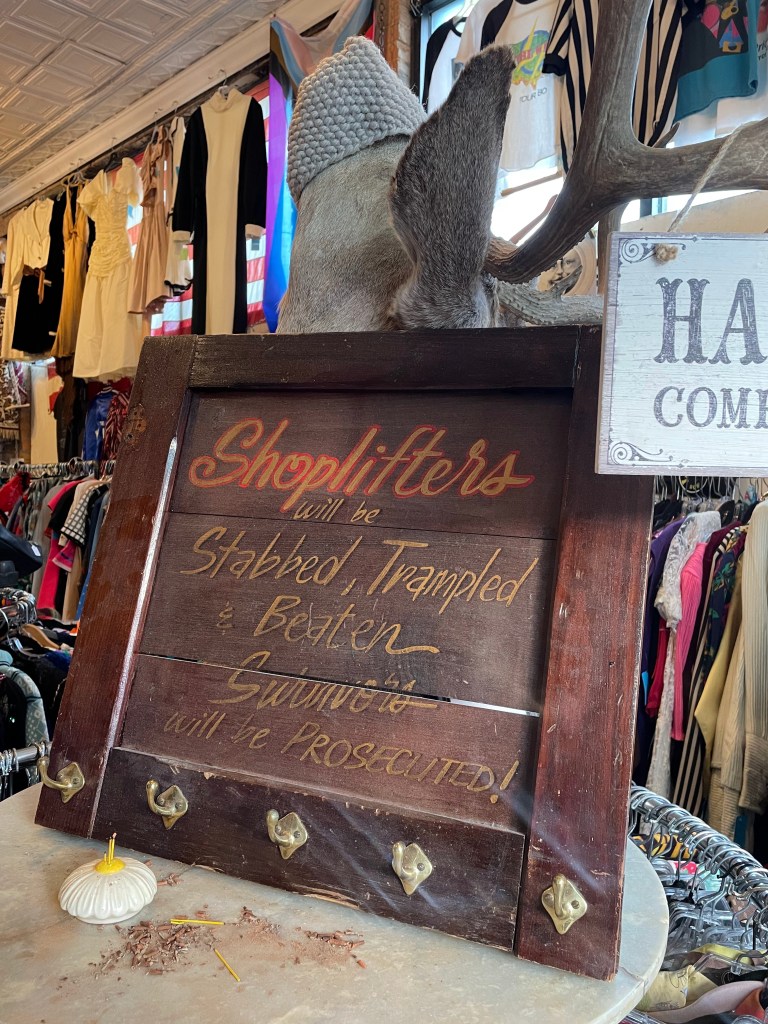 Shoplifters
will be
Stabbed, Trampled
& Beaten
Survivors
will be PROSECUTED!
HA
COM